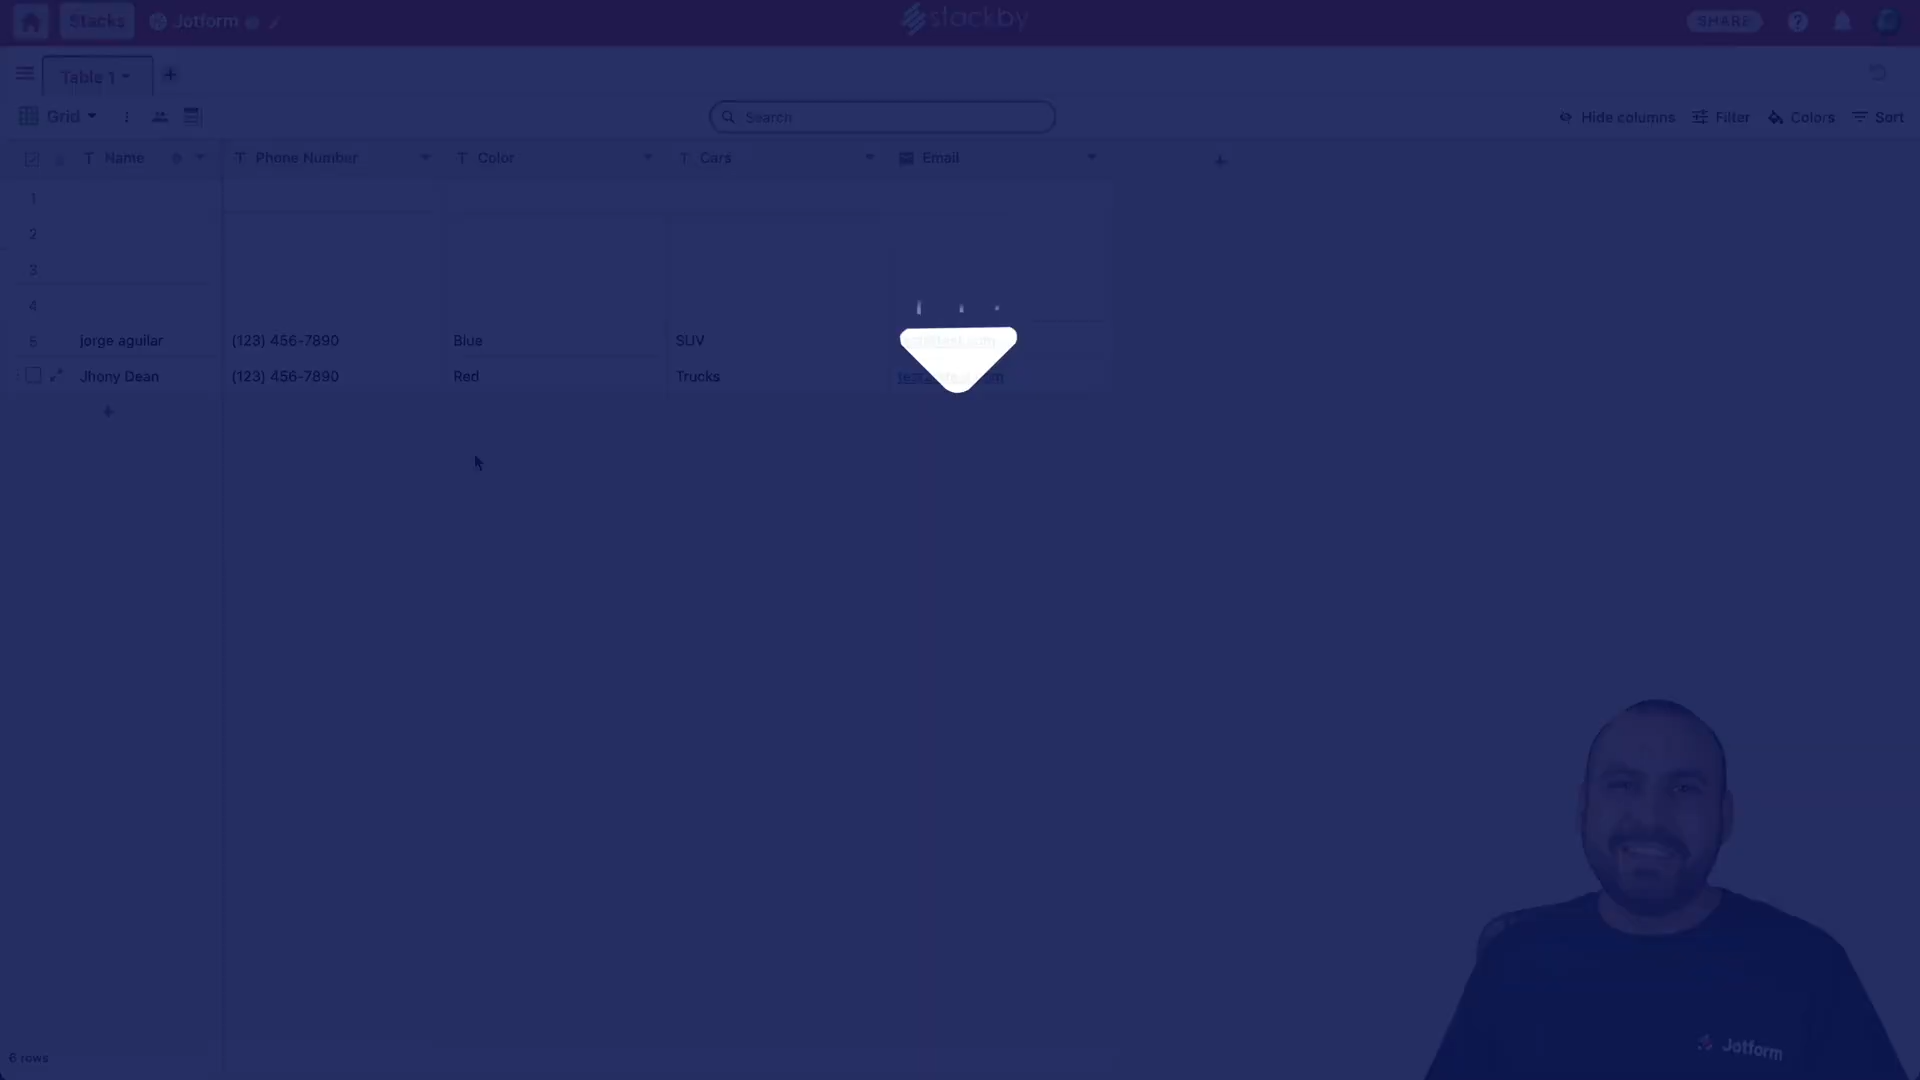 Stacks Jotform stackby SHARE ?
Table 1 +
Grid Search Hide columns Filter Colors Sort
Name Phone Number Color Cars Email +
1
2
3
4
5 jorge aguilar (123) 456-7890 Blue SUV
Jhony Dean (123) 456-7890 Red Trucks
+
6 rows
Jotform